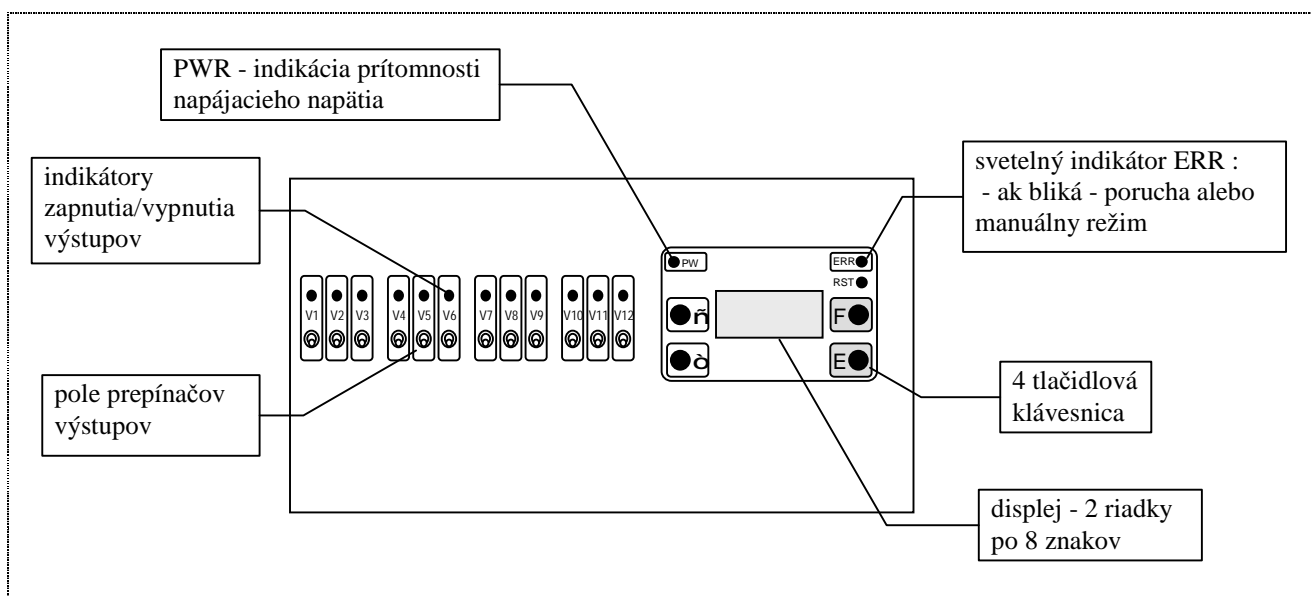 PWR - indikácia prítomnosti
napájacieho napätia
indikátory
zapnutia/vypnutia
výstupov
svetelný indikátor ERR :
- ak bliká - porucha alebo
manuálny režim
PW
ERR
RST
V1 V2 V3 V4 V5 V6 V7 V8 V9 V10 V11 V12
ñ
F
ò
E
pole prepínačov
výstupov
4 tlačidlová
klávesnica
displej - 2 riadky
po 8 znakov